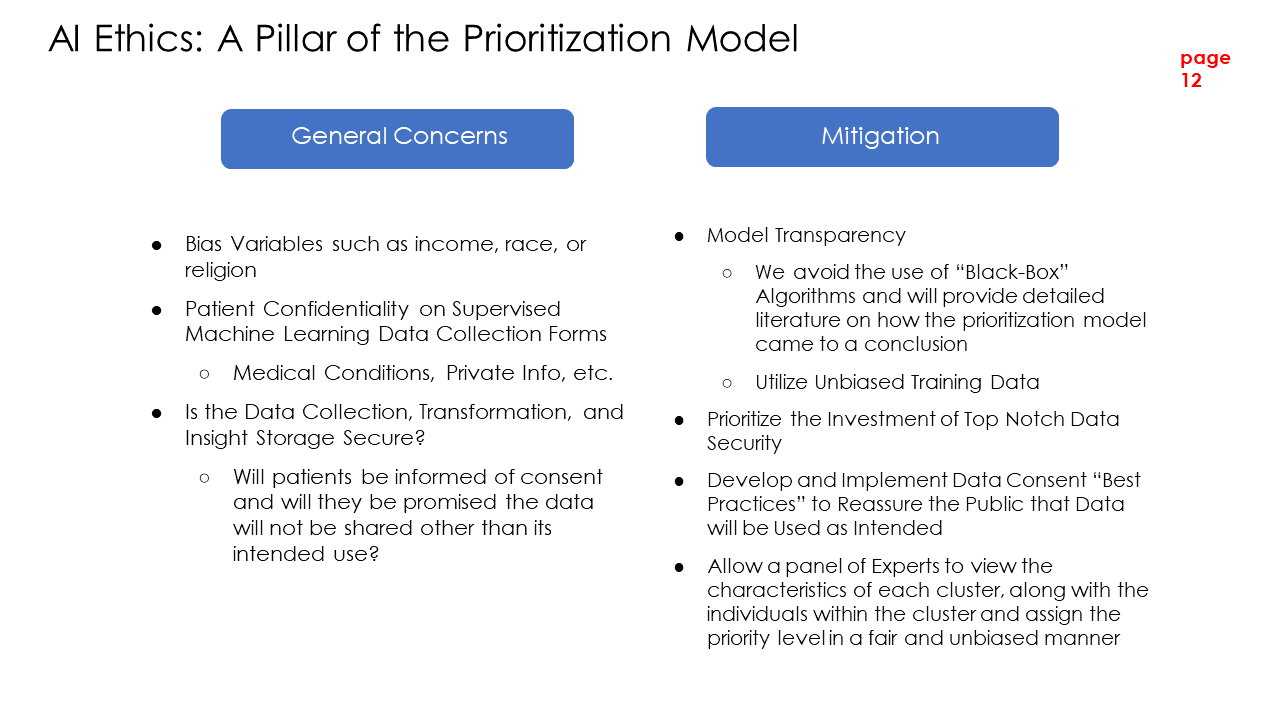 AI Ethics: A Pillar of the Prioritization Model
page
12
General Concerns
● Bias Variables such as income, race, or
religion
● Patient Confidentiality on Supervised
Machine Learning Data Collection Forms
○ Medical Conditions, Private Info, etc.
● Is the Data Collection, Transformation, and
Insight Storage Secure?
○ Will patients be informed of consent
and will they be promised the data
will not be shared other than its
intended use?
Mitigation
● Model Transparency
○ We avoid the use of “Black-Box”
Algorithms and will provide detailed
literature on how the prioritization model
came to a conclusion
○ Utilize Unbiased Training Data
● Prioritize the Investment of Top Notch Data
Security
● Develop and Implement Data Consent “Best
Practices” to Reassure the Public that Data
will be Used as Intended
● Allow a panel of Experts to view the
characteristics of each cluster, along with the
individuals within the cluster and assign the
priority level in a fair and unbiased manner